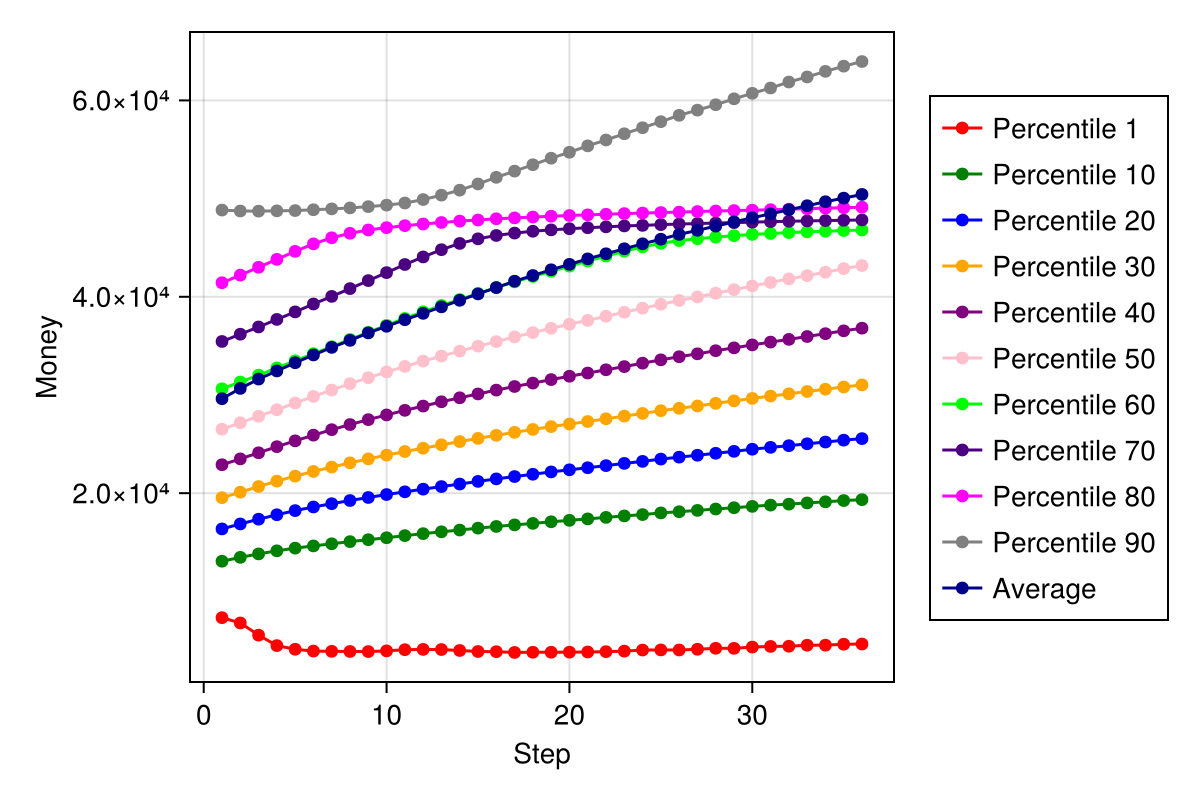 6.0×10⁴
4.0×10⁴
2.0×10⁴
Money
0 10 20 30
Step
Percentile 1
Percentile 10
Percentile 20
Percentile 30
Percentile 40
Percentile 50
Percentile 60
Percentile 70
Percentile 80
Percentile 90
Average